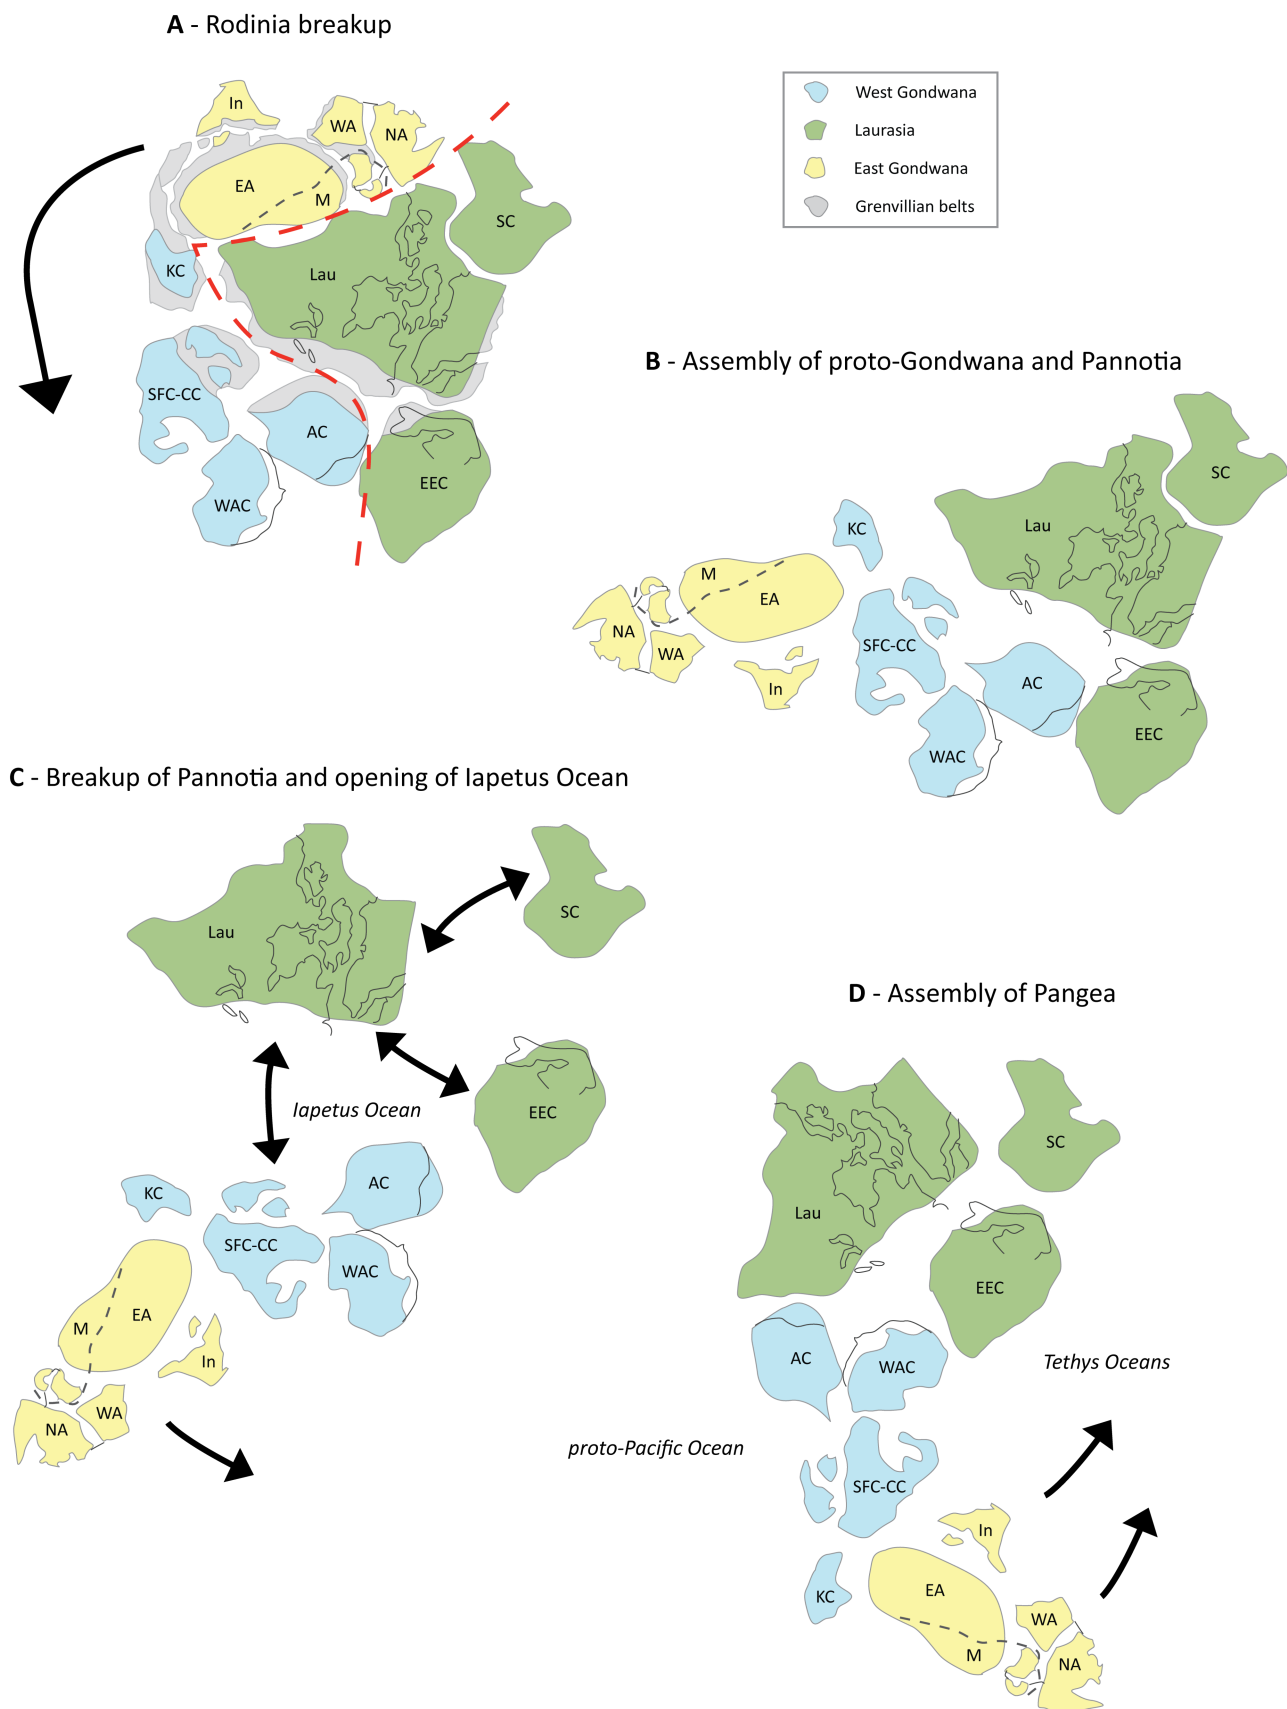 A - Rodinia breakup
In
WA
NA
EA
M
SC
KC
Lau
SFC-CC
AC
WAC
EEC
West Gondwana
Laurasia
East Gondwana
Grenvillian belts
B - Assembly of proto-Gondwana and Pannotia
SC
Lau
KC
M
EA
NA
WA
In
SFC-CC
AC
WAC
EEC
C - Breakup of Pannotia and opening of Iapetus Ocean
Lau
SC
EEC
Iapetus Ocean
KC
AC
SFC-CC
WAC
EA
M
In
WA
NA
D - Assembly of Pangea
SC
Lau
EEC
AC
WAC
Tethys Oceans
proto-Pacific Ocean
SFC-CC
In
EA
KC
WA
M
NA